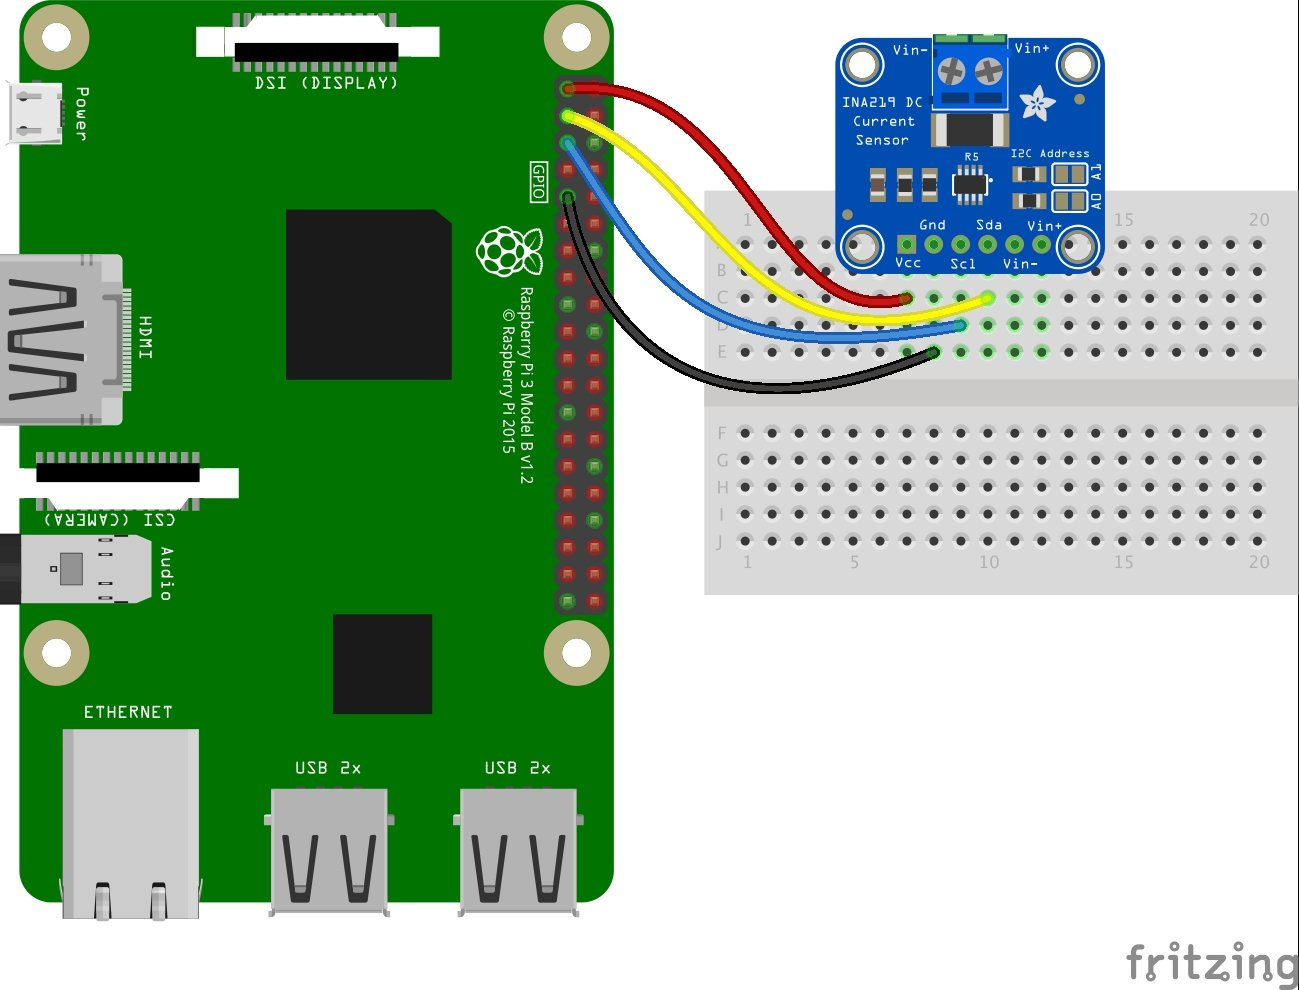 DSI (DISPLAY)
Power
GPIO
HDMI
Raspberry Pi 3 Model B v1.2
© Raspberry Pi 2015
CSI (CAMERA)
Audio
ETHERNET
USB 2x
USB 2x
Vin-
Vin+
INA219 DC
Current
Sensor
R5
I2C Address
A1
A0
Gnd
Sda
Vin+
Vcc
Scl
Vin-
1
15
20
B
C
D
E
F
G
H
I
J
1
5
10
15
20
fritzing